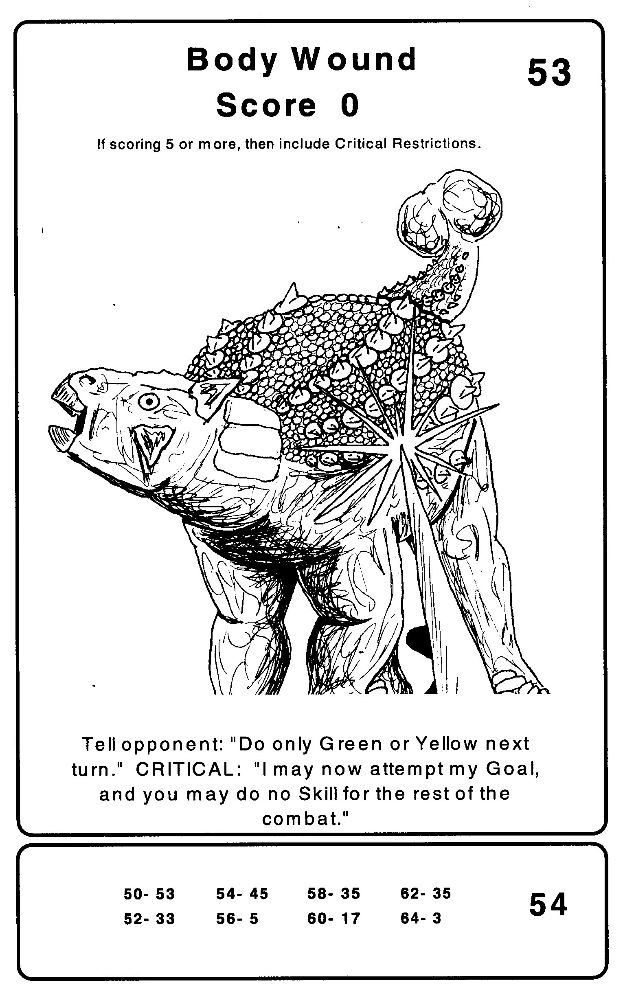 Body Wound
53
Score 0
If scoring 5 or more, then include Critical Restrictions.
Tell opponent: "Do only Green or Yellow next
turn." CRITICAL: "I may now attempt my Goal,
and you may do no Skill for the rest of the
combat."
50- 53 54- 45 58- 35 62- 35
54
52- 33 56- 5 60- 17 64- 3